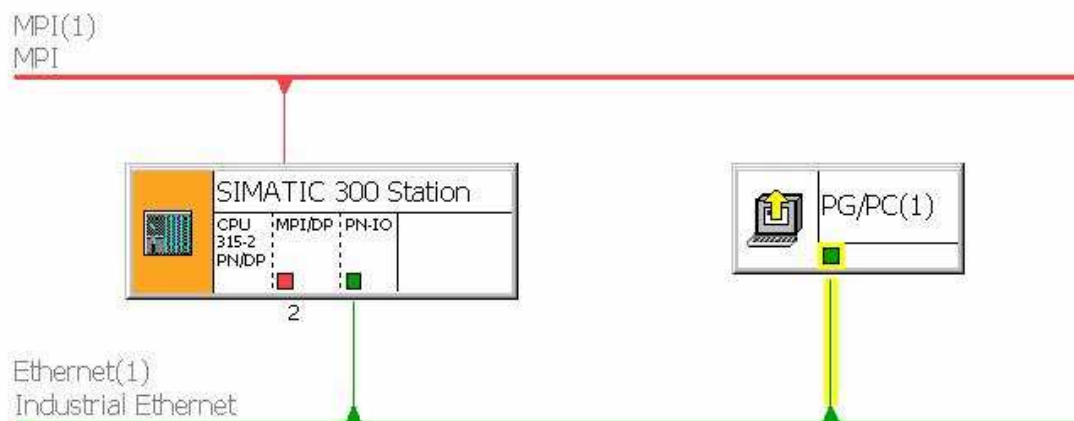 MPI(1)
MPI
SIMATIC 300 Station
CPU
315-2
PN/DP
MPI/DP
PN-IO
2
PG/PC(1)
Ethernet(1)
Industrial Ethernet